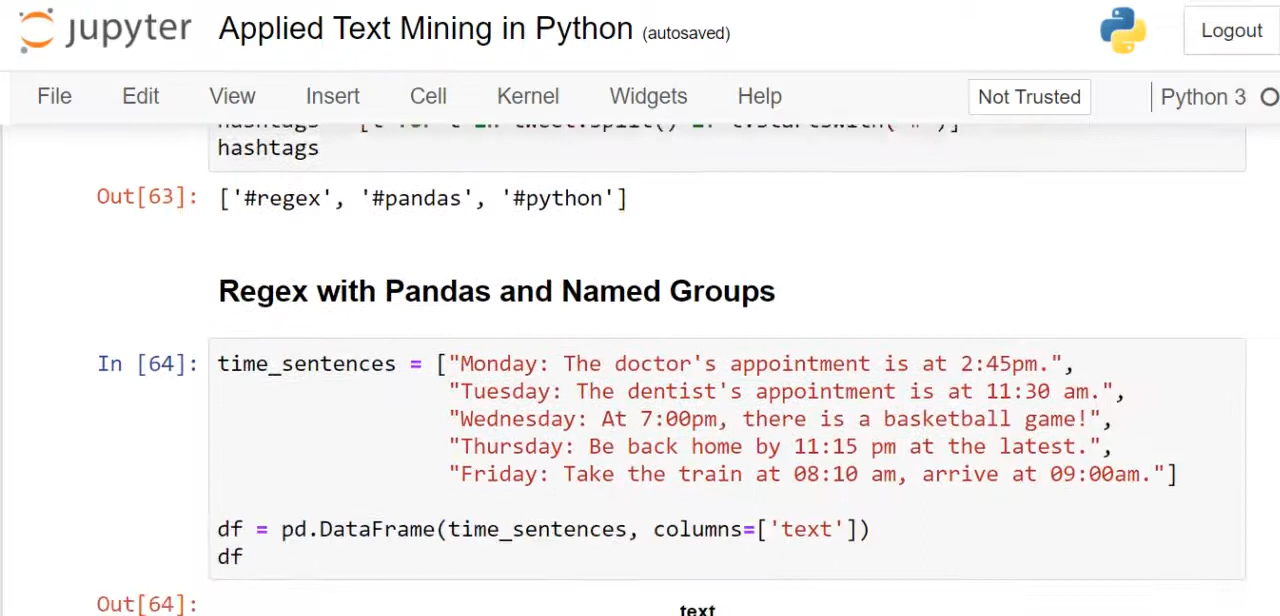 jupyter Applied Text Mining in Python (autosaved) Logout
File Edit View Insert Cell Kernel Widgets Help Not Trusted Python 3
hashtags
Out[63]: ['#regex', '#pandas', '#python']
Regex with Pandas and Named Groups
In [64]: time_sentences = ["Monday: The doctor's appointment is at 2:45pm.",
"Tuesday: The dentist's appointment is at 11:30 am.",
"Wednesday: At 7:00pm, there is a basketball game!",
"Thursday: Be back home by 11:15 pm at the latest.",
"Friday: Take the train at 08:10 am, arrive at 09:00am."]
df = pd.DataFrame(time_sentences, columns=['text'])
df
Out[64]: text